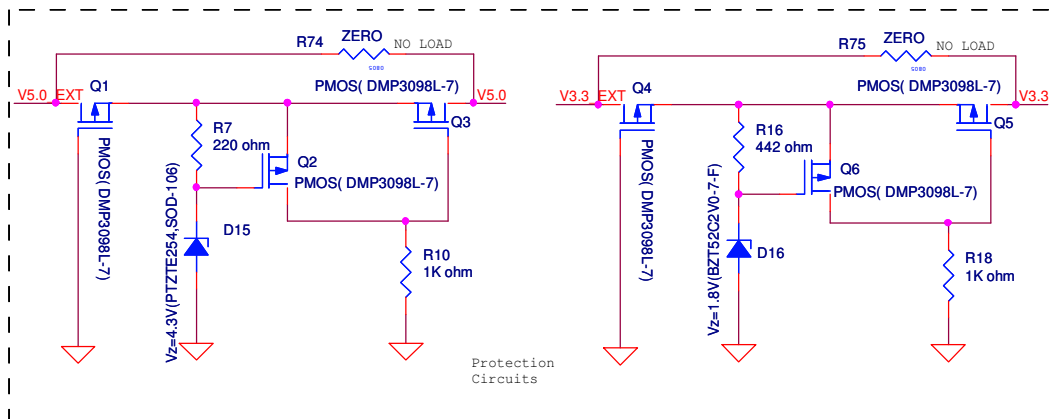 R74 ZERO NO LOAD
5080
R75 ZERO NO LOAD
5080
V5.0_EXT Q1 PMOS( DMP3098L-7) V5.0
Q3
PMOS( DMP3098L-7)
R7
220 ohm
Q2
PMOS( DMP3098L-7)
D15
Vz=4.3V(PTZTE254,SOD-106)
R10
1K ohm
V3.3_EXT Q4 PMOS( DMP3098L-7) V3.3
Q5
PMOS( DMP3098L-7)
R16
442 ohm
Q6
PMOS( DMP3098L-7)
D16
Vz=1.8V(BZT52C2V0-7-F)
R18
1K ohm
Protection
Circuits